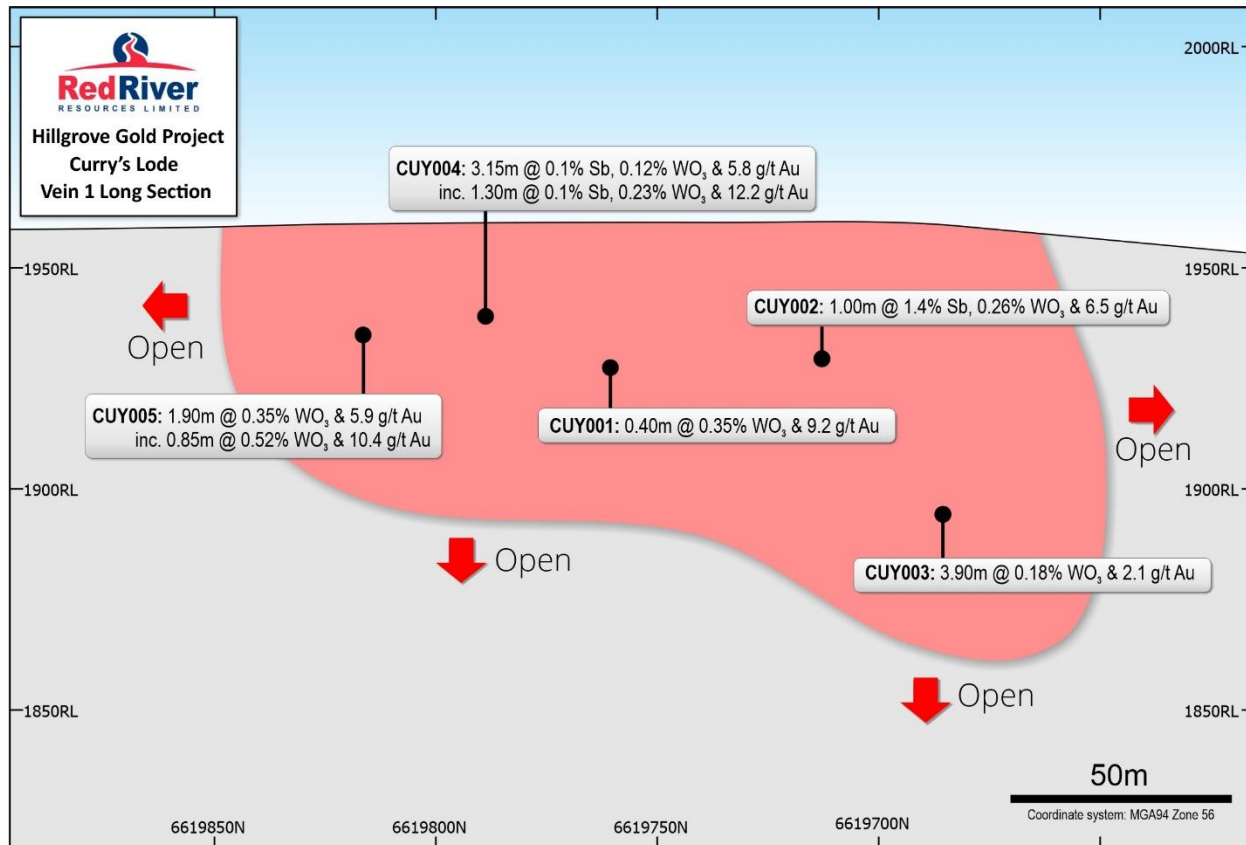 RedRiver
RESOURCES LIMITED
Hillgrove Gold Project
Curry's Lode
Vein 1 Long Section
2000RL
CUY004: 3.15m @ 0.1% Sb, 0.12% WO₃ & 5.8 g/t Au
inc. 1.30m @ 0.1% Sb, 0.23% WO₃ & 12.2 g/t Au
1950RL
1950RL
CUY002: 1.00m @ 1.4% Sb, 0.26% WO₃ & 6.5 g/t Au
Open
CUY005: 1.90m @ 0.35% WO₃ & 5.9 g/t Au
inc. 0.85m @ 0.52% WO₃ & 10.4 g/t Au
CUY001: 0.40m @ 0.35% WO₃ & 9.2 g/t Au
Open
1900RL
1900RL
Open
CUY003: 3.90m @ 0.18% WO₃ & 2.1 g/t Au
Open
1850RL
1850RL
50m
Coordinate system: MGA94 Zone 56
6619850N
6619800N
6619750N
6619700N